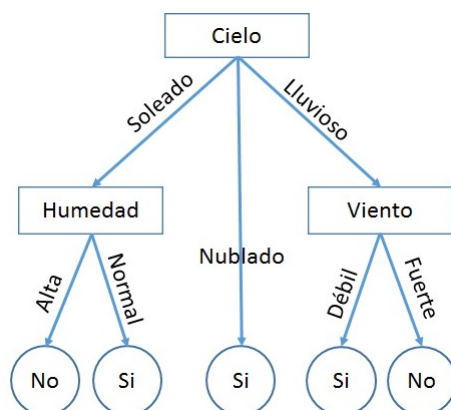 Cielo
Soleado
Lluvioso
Humedad
Viento
Nublado
Alta
Normal
Débil
Fuerte
No
Si
Si
Si
No